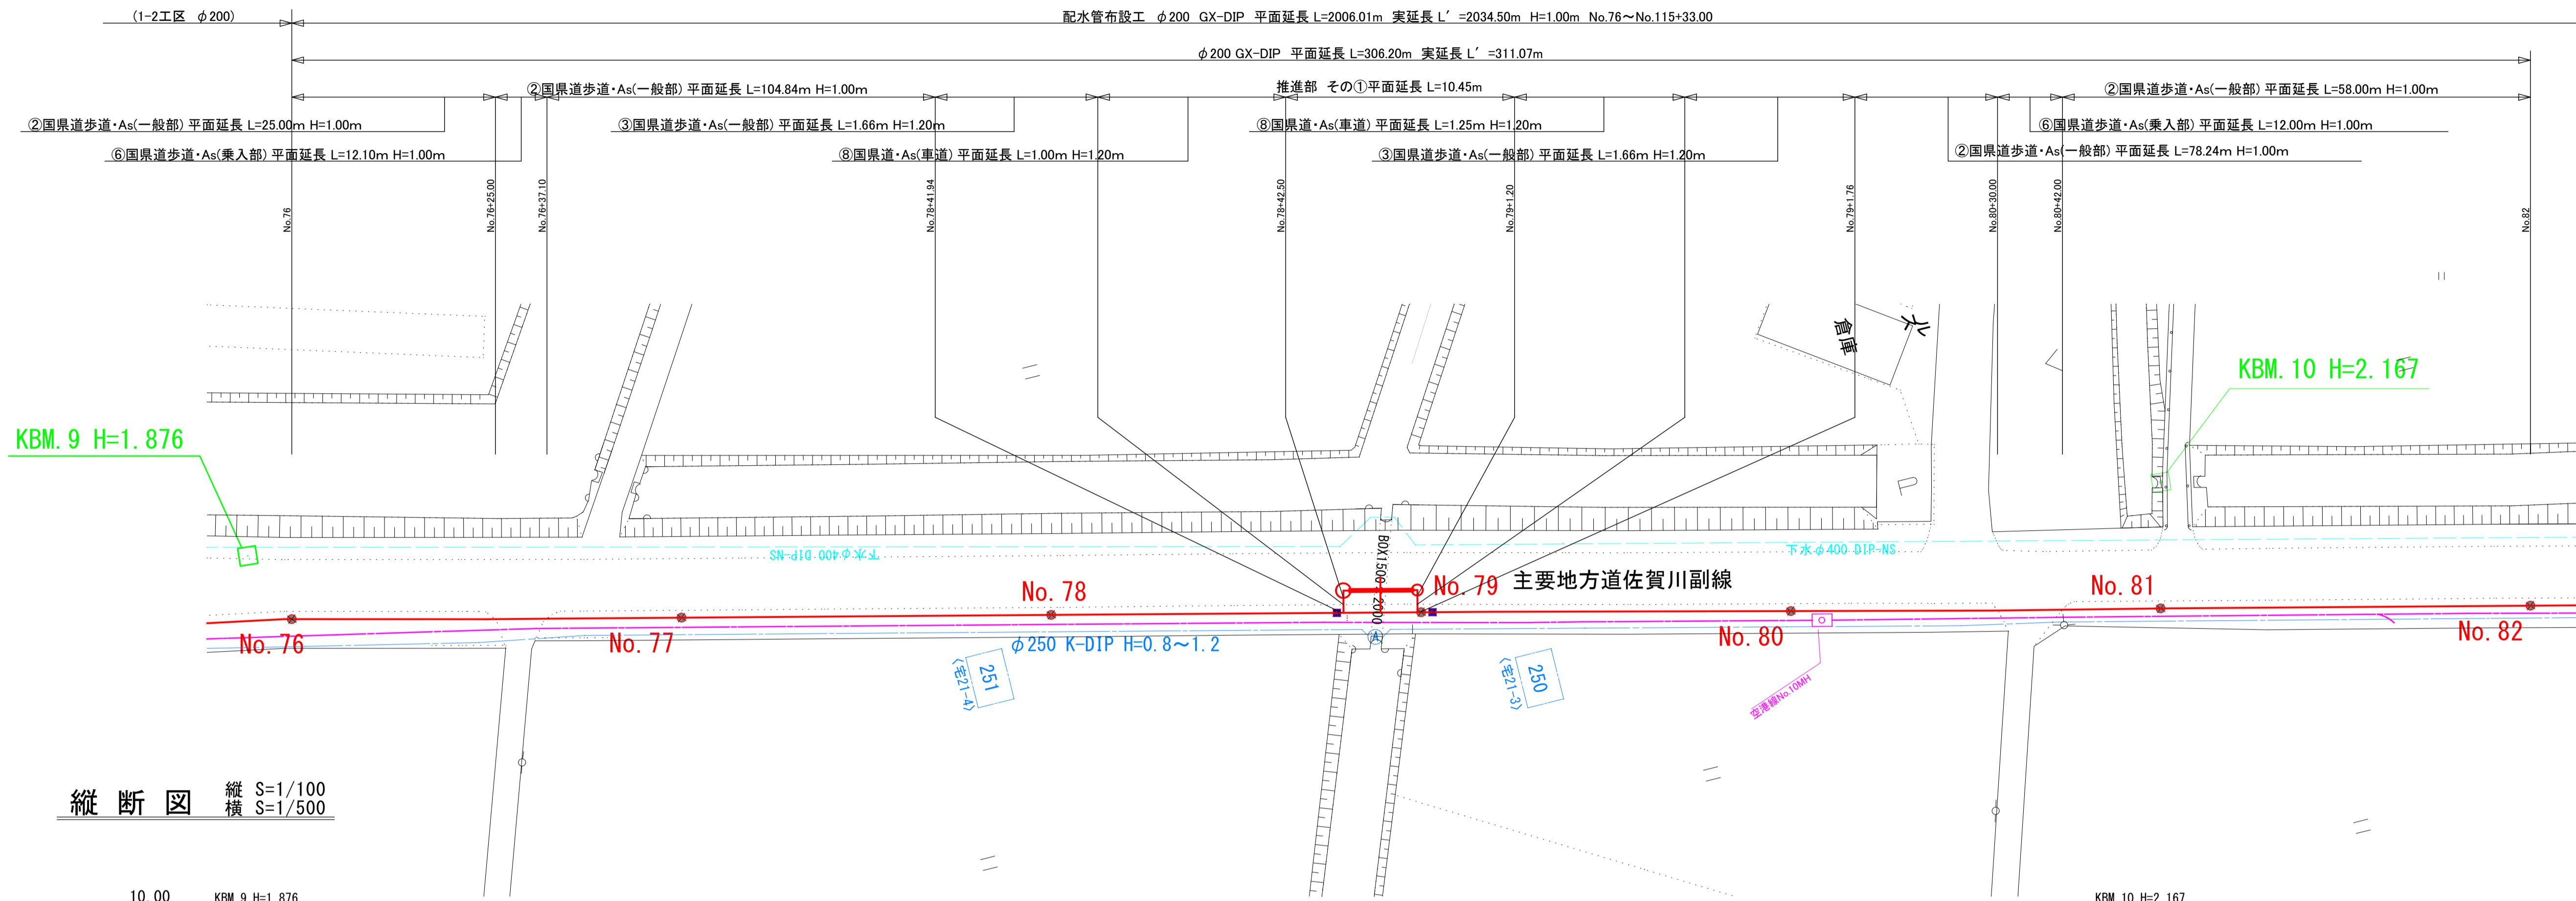 (1-2工区 φ200)
配水管布設工 φ200 GX-DIP 平面延長 L=2006.01m 実延長 L′=2034.50m H=1.00m No.76～No.115+33.00
φ200 GX-DIP 平面延長 L=306.20m 実延長 L′=311.07m
②国県道歩道・As(一般部) 平面延長 L=104.84m H=1.00m
推進部 その①平面延長 L=10.45m
②国県道歩道・As(一般部) 平面延長 L=58.00m H=1.00m
②国県道歩道・As(一般部) 平面延長 L=25.00m H=1.00m
③国県道歩道・As(一般部) 平面延長 L=1.66m H=1.20m
⑧国県道・As(車道) 平面延長 L=1.25m H=1.20m
⑥国県道歩道・As(乗入部) 平面延長 L=12.00m H=1.00m
⑥国県道歩道・As(乗入部) 平面延長 L=12.10m H=1.00m
⑧国県道・As(車道) 平面延長 L=1.00m H=1.20m
③国県道歩道・As(一般部) 平面延長 L=1.66m H=1.20m
②国県道歩道・As(一般部) 平面延長 L=78.24m H=1.00m
No.76
No.76+25.00
No.76+37.10
No.78+41.94
No.78+42.50
No.79+1.20
No.79+1.76
No.80+30.00
No.80+42.00
No.82
倉庫
KBM.10 H=2.167
KBM.9 H=1.876
下水φ400 DIP-NS
下水φ400 DIP-NS
BOX1500×2000
主要地方道佐賀川副線
No.76
No.77
No.78
No.79
No.80
No.81
No.82
φ250 K-DIP H=0.8～1.2
A
251
〈宅21-4〉
250
〈宅21-3〉
空港線No.10MH
縦断図
縦 S=1/100
横 S=1/500
10.00
KBM.9 H=1.876
KBM.10 H=2.167